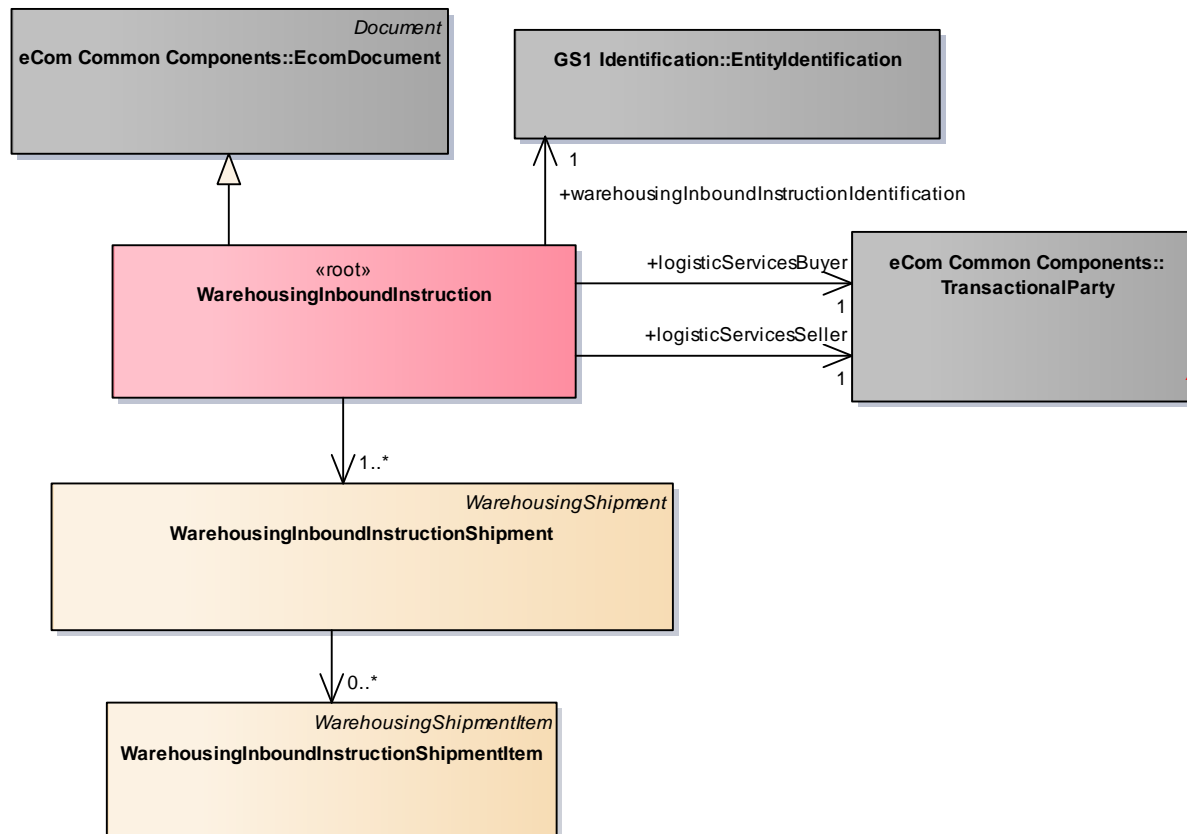 Document
eCom Common Components::EcomDocument
GS1 Identification::EntityIdentification
1
+warehousingInboundInstructionIdentification
«root»
WarehousingInboundInstruction
+logisticServicesBuyer
1
+logisticServicesSeller
1
eCom Common Components::
TransactionalParty
1..*
WarehousingShipment
WarehousingInboundInstructionShipment
0..*
WarehousingShipmentItem
WarehousingInboundInstructionShipmentItem